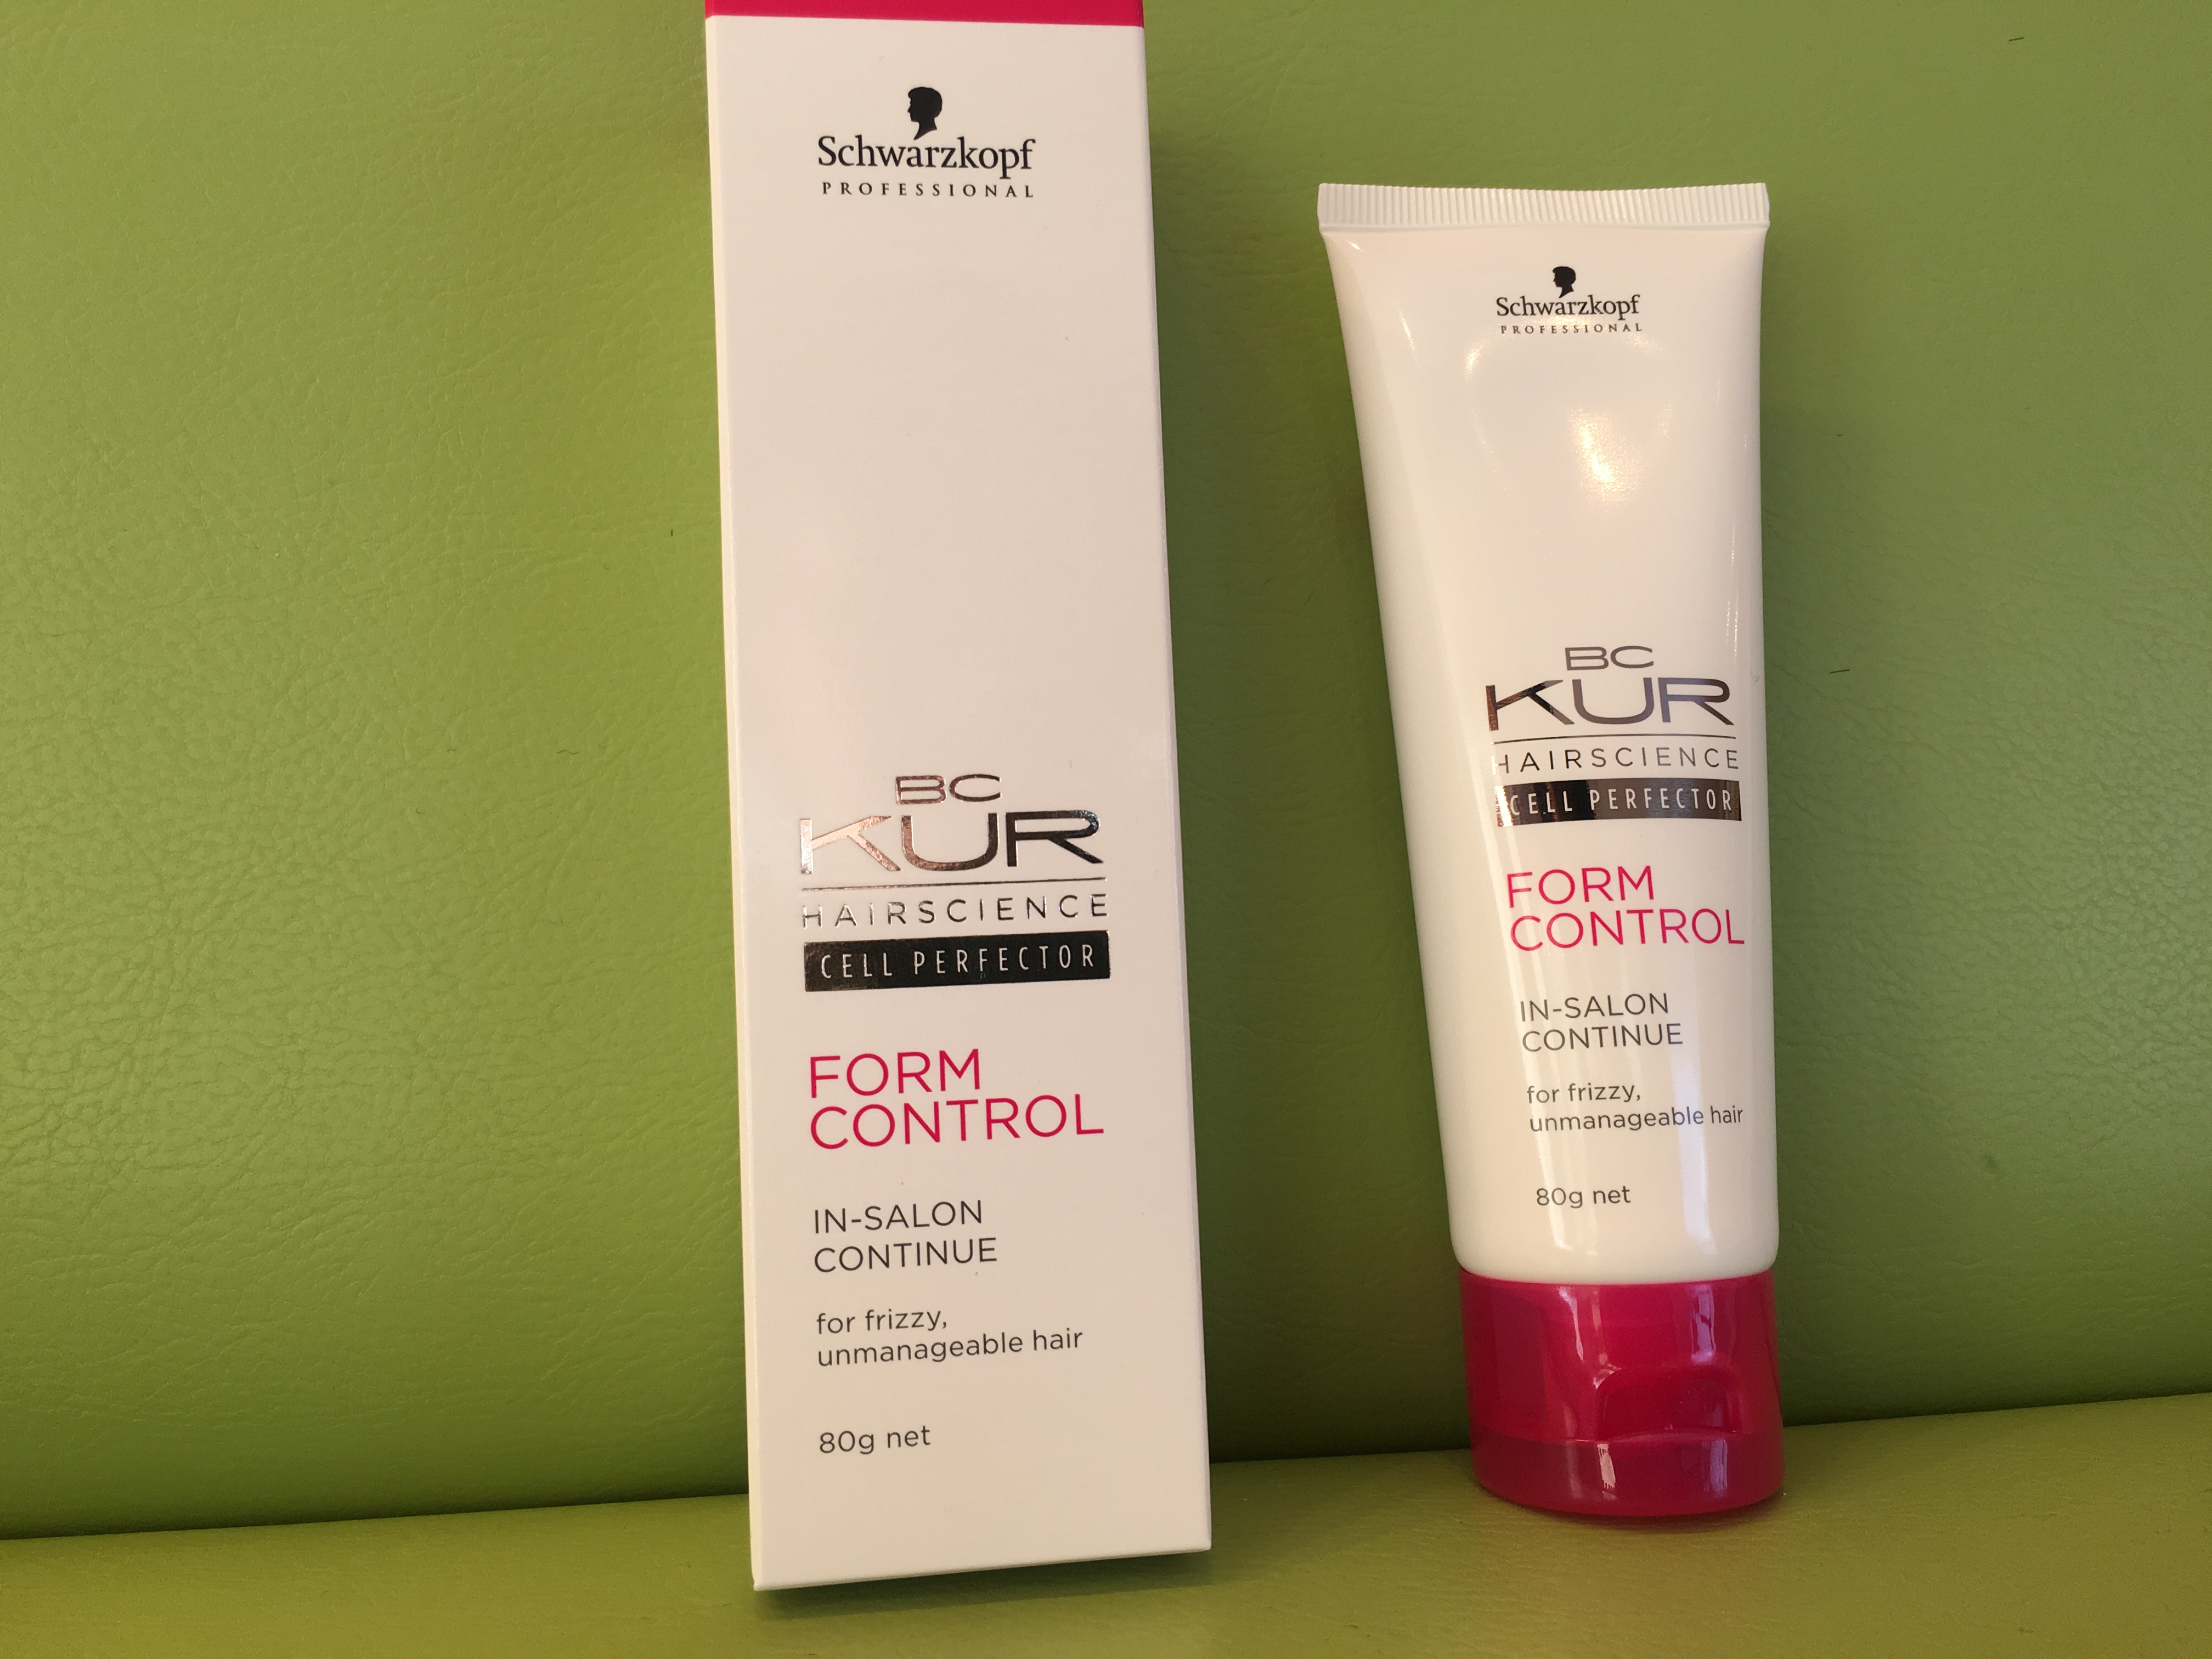 Schwarzkopf
PROFESSIONAL
BC
KUR
HAIRSCIENCE
CELL PERFECTOR
FORM
CONTROL
IN-SALON
CONTINUE
for frizzy,
unmanageable hair
80g net
Schwarzkopf
PROFESSIONAL
BC
KUR
HAIRSCIENCE
CELL PERFECTOR
FORM
CONTROL
IN-SALON
CONTINUE
for frizzy,
unmanageable hair
80g net